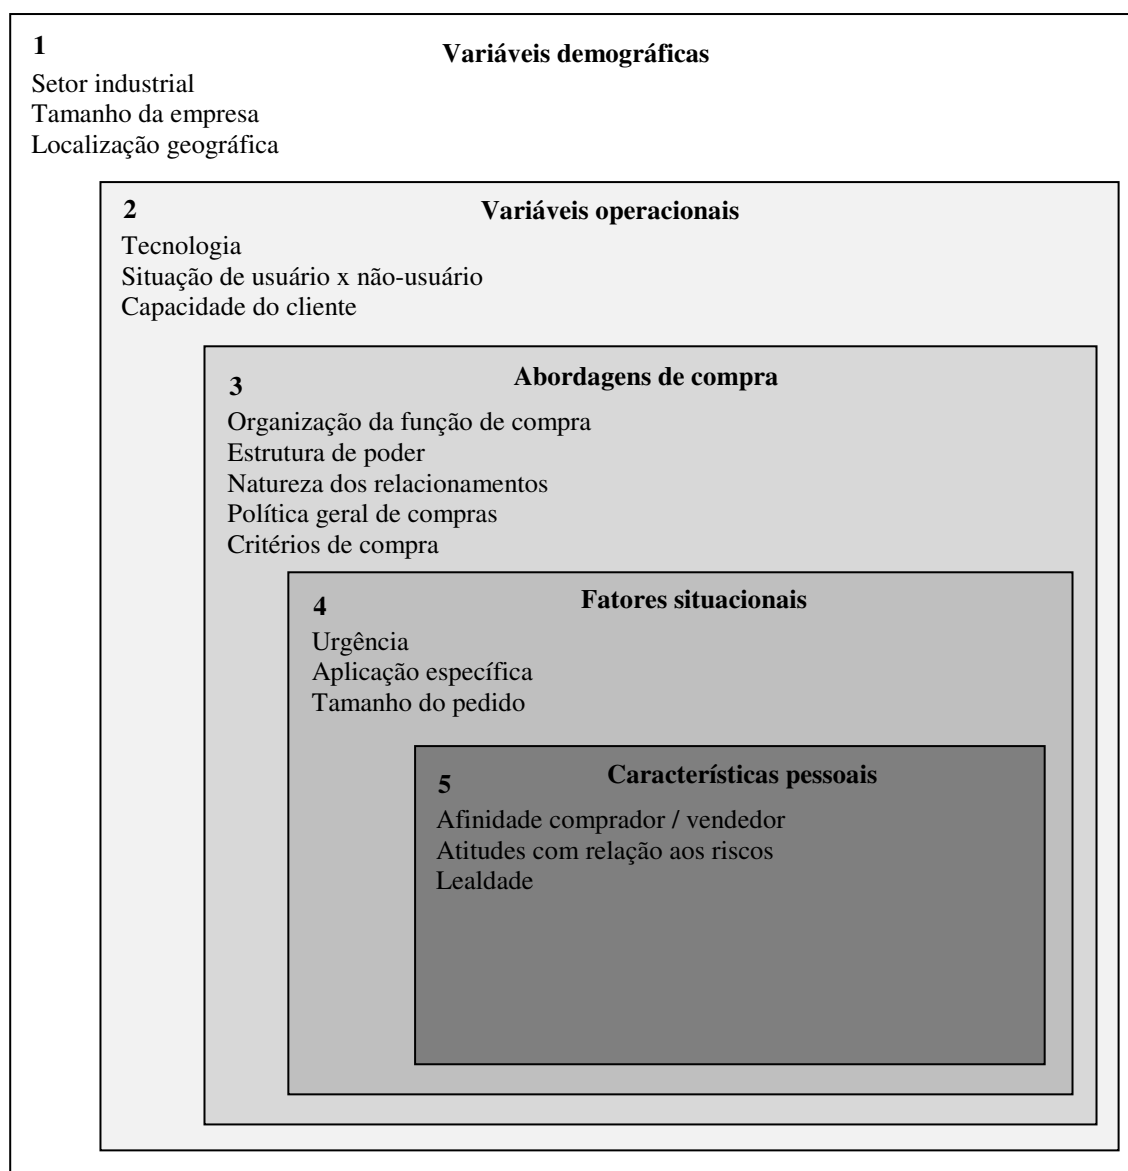 1
Variáveis demográficas
Setor industrial
Tamanho da empresa
Localização geográfica
2
Variáveis operacionais
Tecnologia
Situação de usuário x não-usuário
Capacidade do cliente
3
Abordagens de compra
Organização da função de compra
Estrutura de poder
Natureza dos relacionamentos
Política geral de compras
Critérios de compra
4
Fatores situacionais
Urgência
Aplicação específica
Tamanho do pedido
5
Características pessoais
Afinidade comprador / vendedor
Atitudes com relação aos riscos
Lealdade